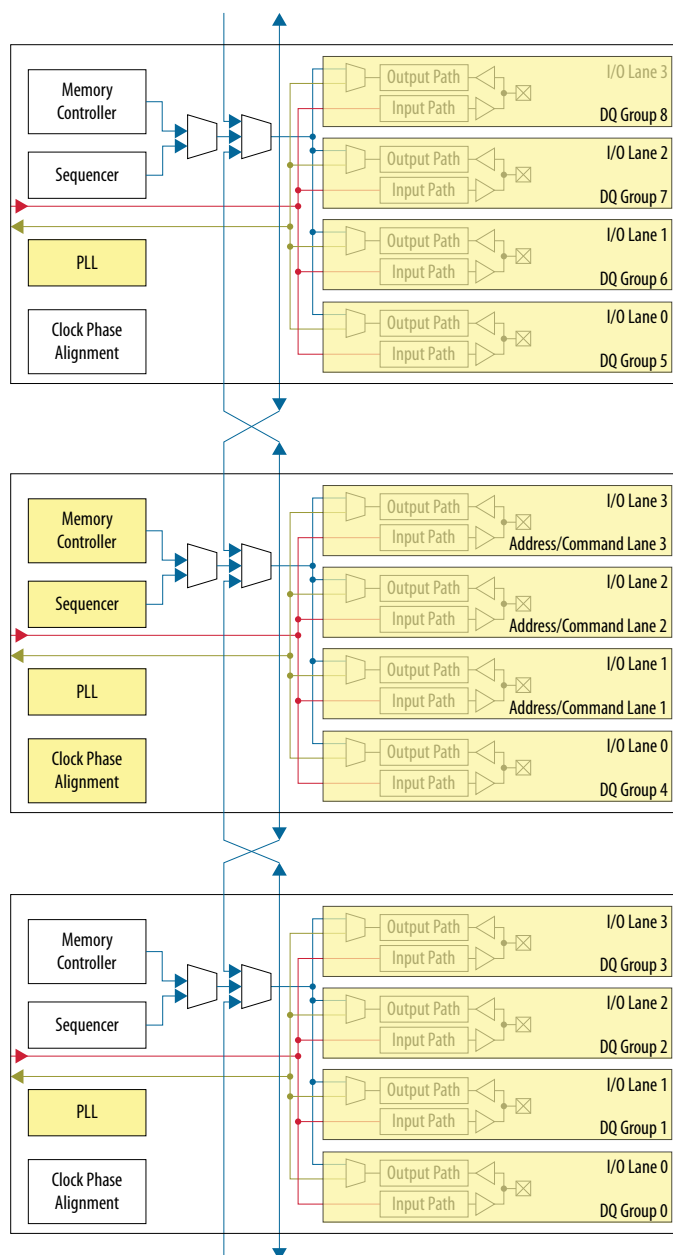 Memory
Controller
Sequencer
PLL
Clock Phase
Alignment
Output Path
I/O Lane 3
Input Path
DQ Group 8
Output Path
I/O Lane 2
Input Path
DQ Group 7
Output Path
I/O Lane 1
Input Path
DQ Group 6
Output Path
I/O Lane 0
Input Path
DQ Group 5
Memory
Controller
Sequencer
PLL
Clock Phase
Alignment
Output Path
I/O Lane 3
Input Path
Address/Command Lane 3
Output Path
I/O Lane 2
Input Path
Address/Command Lane 2
Output Path
I/O Lane 1
Input Path
Address/Command Lane 1
Output Path
I/O Lane 0
Input Path
DQ Group 4
Memory
Controller
Sequencer
PLL
Clock Phase
Alignment
Output Path
I/O Lane 3
Input Path
DQ Group 3
Output Path
I/O Lane 2
Input Path
DQ Group 2
Output Path
I/O Lane 1
Input Path
DQ Group 1
Output Path
I/O Lane 0
Input Path
DQ Group 0